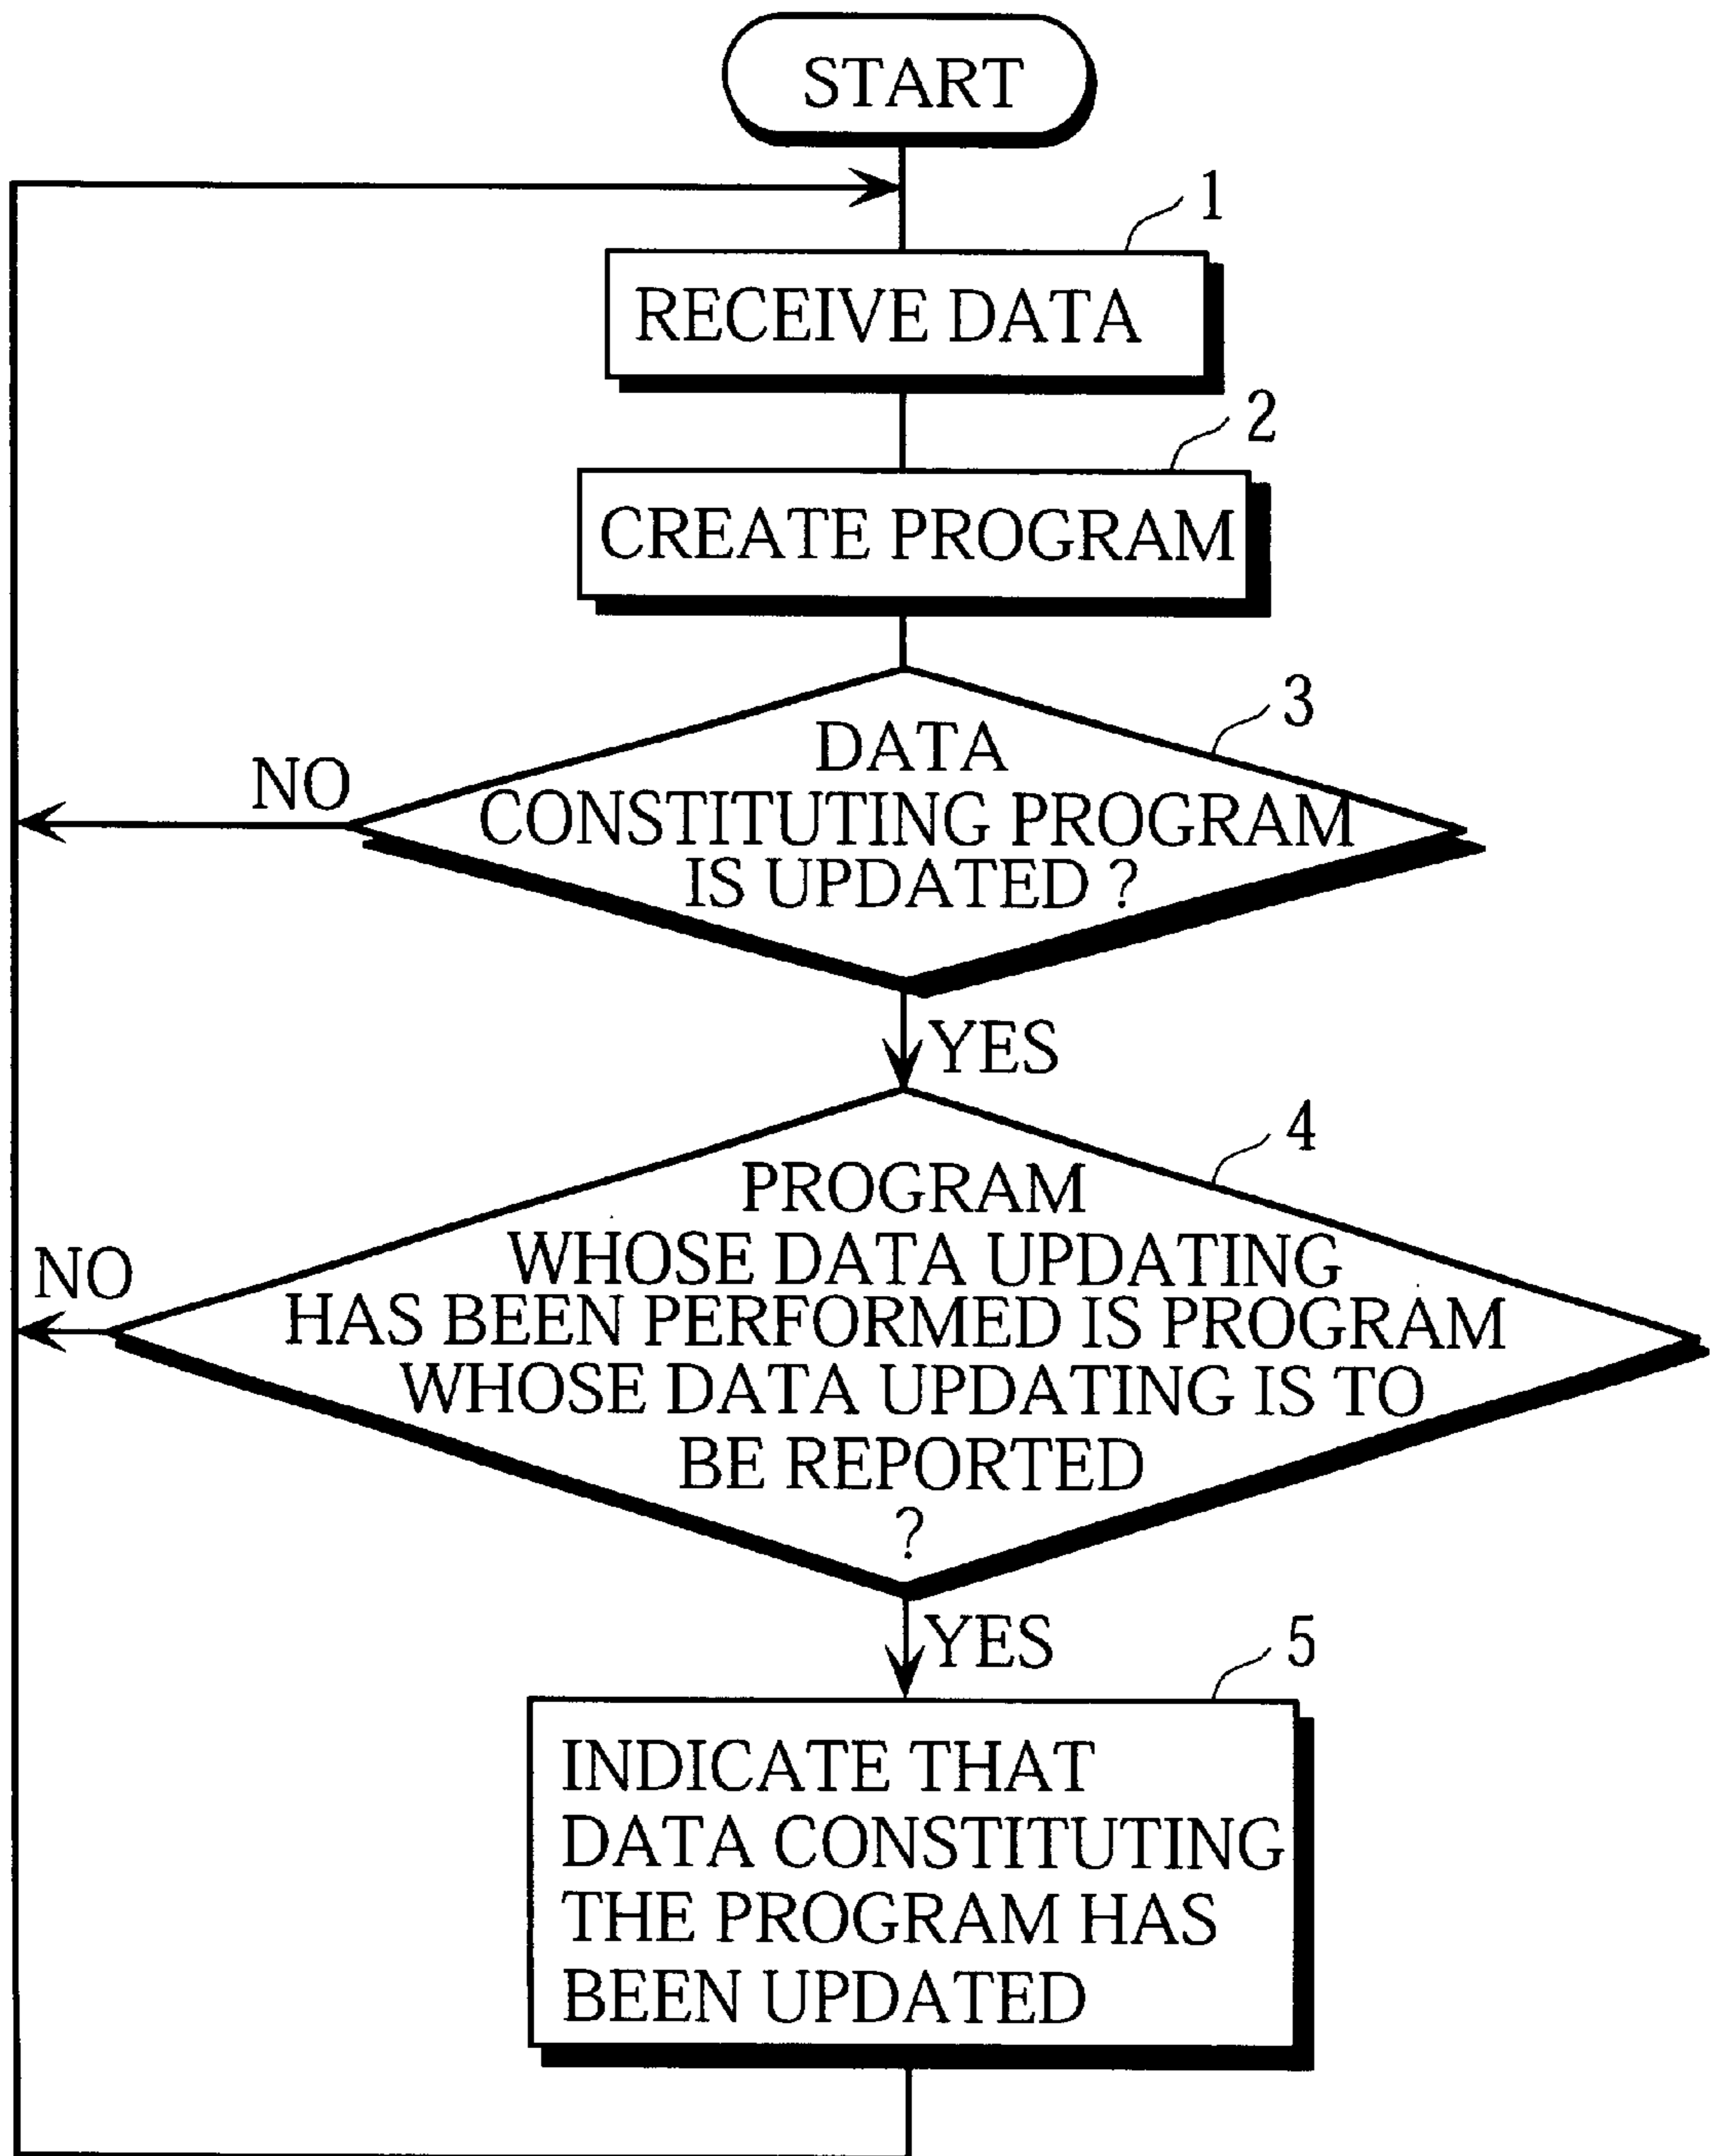 START
1
RECEIVE DATA
2
CREATE PROGRAM
3
DATA
CONSTITUTING PROGRAM
IS UPDATED ?
NO
YES
4
PROGRAM
WHOSE DATA UPDATING
HAS BEEN PERFORMED IS PROGRAM
WHOSE DATA UPDATING IS TO
BE REPORTED
?
NO
YES
5
INDICATE THAT
DATA CONSTITUTING
THE PROGRAM HAS
BEEN UPDATED